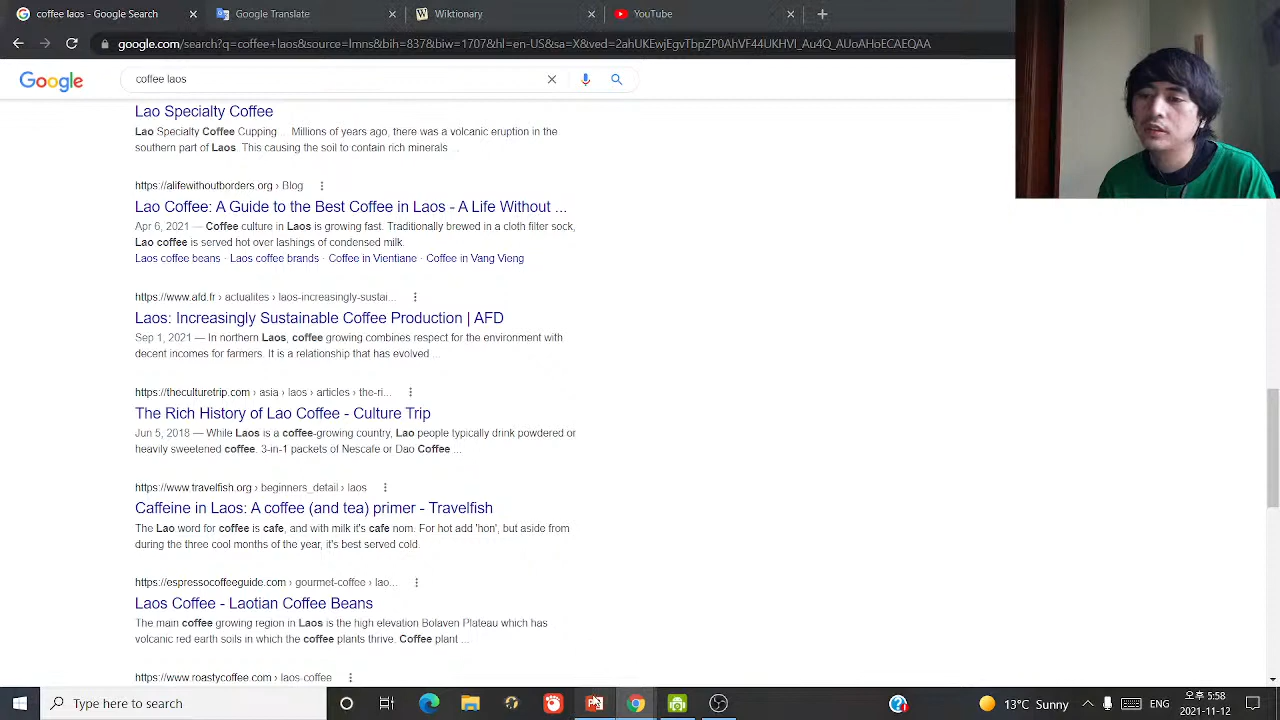 coffee laos - Google Search
Google Translate
Wiktionary
YouTube
google.com/search?q=coffee+laos&source=lmns&bih=837&biw=1707&hl=en-US&sa=X&ved=2ahUKEwjEgvTbpZP0AhVF44UKHVI_Au4Q_AUoAHoECAEQAA
Google
coffee laos
Lao Specialty Coffee
Lao Specialty Coffee Cupping ... Millions of years ago, there was a volcanic eruption in the
southern part of Laos. This causing the soil to contain rich minerals ...
https://alifewithoutborders.org › Blog
Lao Coffee: A Guide to the Best Coffee in Laos - A Life Without ...
Apr 6, 2021 — Coffee culture in Laos is growing fast. Traditionally brewed in a cloth filter sock,
Lao coffee is served hot over lashings of condensed milk.
Laos coffee beans · Laos coffee brands · Coffee in Vientiane · Coffee in Vang Vieng
https://www.afd.fr › actualites › laos-increasingly-sustai...
Laos: Increasingly Sustainable Coffee Production | AFD
Sep 1, 2021 — In northern Laos, coffee growing combines respect for the environment with
decent incomes for farmers. It is a relationship that has evolved ...
https://theculturetrip.com › asia › laos › articles › the-ri...
The Rich History of Lao Coffee - Culture Trip
Jun 5, 2018 — While Laos is a coffee-growing country, Lao people typically drink powdered or
heavily sweetened coffee. 3-in-1 packets of Nescafe or Dao Coffee ...
https://www.travelfish.org › beginners_detail › laos
Caffeine in Laos: A coffee (and tea) primer - Travelfish
The Lao word for coffee is cafe, and with milk it's cafe nom. For hot add 'hon', but aside from
during the three cool months of the year, it's best served cold.
https://espressocoffeeguide.com › gourmet-coffee › lao...
Laos Coffee - Laotian Coffee Beans
The main coffee growing region in Laos is the high elevation Bolaven Plateau which has
volcanic red earth soils in which the coffee plants thrive. Coffee plant ...
https://www.roastycoffee.com › laos-coffee
Type here to search
13°C Sunny
ENG
오후 5:58
2021-11-12